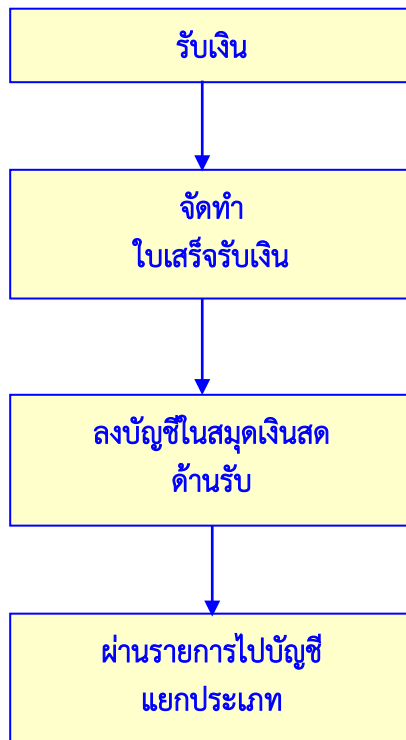 รับเงิน
จัดทำ
ใบเสร็จรับเงิน
ลงบัญชีในสมุดเงินสด
ด้านรับ
ผ่านรายการไปบัญชี
แยกประเภท